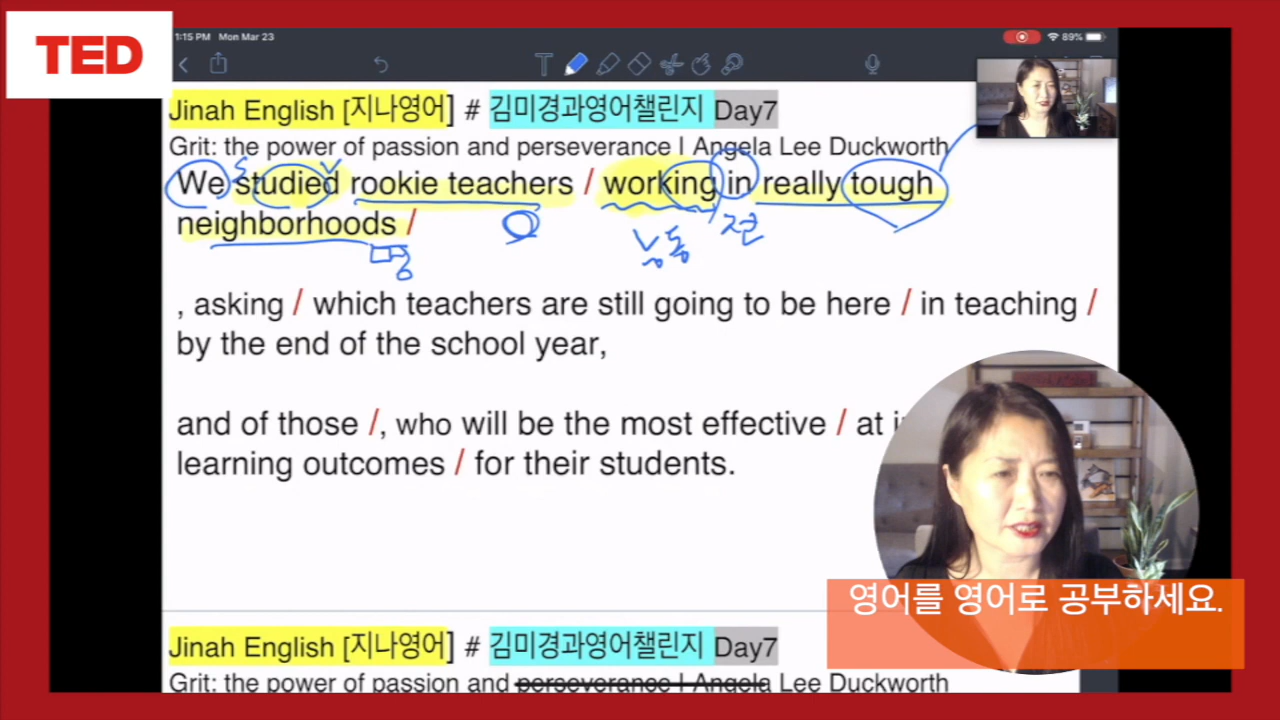 TED
1:15 PM Mon Mar 23
89%
Jinah English [지나영어] # 김미경과영어챌린지 Day7
Grit: the power of passion and perseverance I Angela Lee Duckworth
We studied rookie teachers / working in really tough
neighborhoods /
S V
O
명
능동
전
, asking / which teachers are still going to be here / in teaching /
by the end of the school year,
and of those /, who will be the most effective / at
learning outcomes / for their students.
영어를 영어로 공부하세요.
Jinah English [지나영어] # 김미경과영어챌린지 Day7
Grit: the power of passion and perseverance I Angela Lee Duckworth